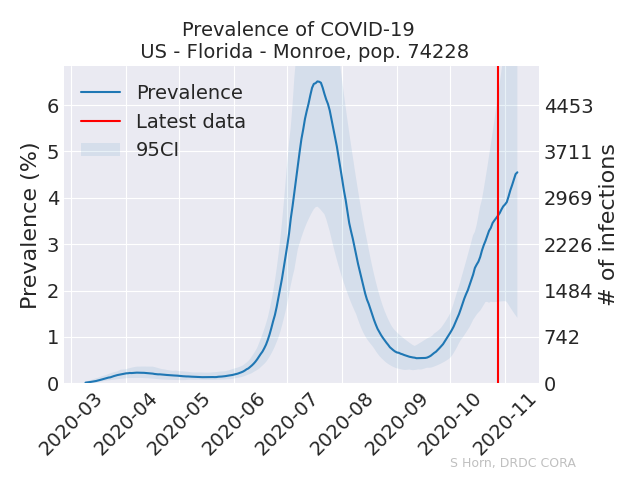 Prevalence of COVID-19
US - Florida - Monroe, pop. 74228
Prevalence
Latest data
95CI
Prevalence (%)
6
5
4
3
2
1
0
4453
3711
2969
2226
1484
742
0
# of infections
2020-03
2020-04
2020-05
2020-06
2020-07
2020-08
2020-09
2020-10
2020-11
S Horn, DRDC CORA